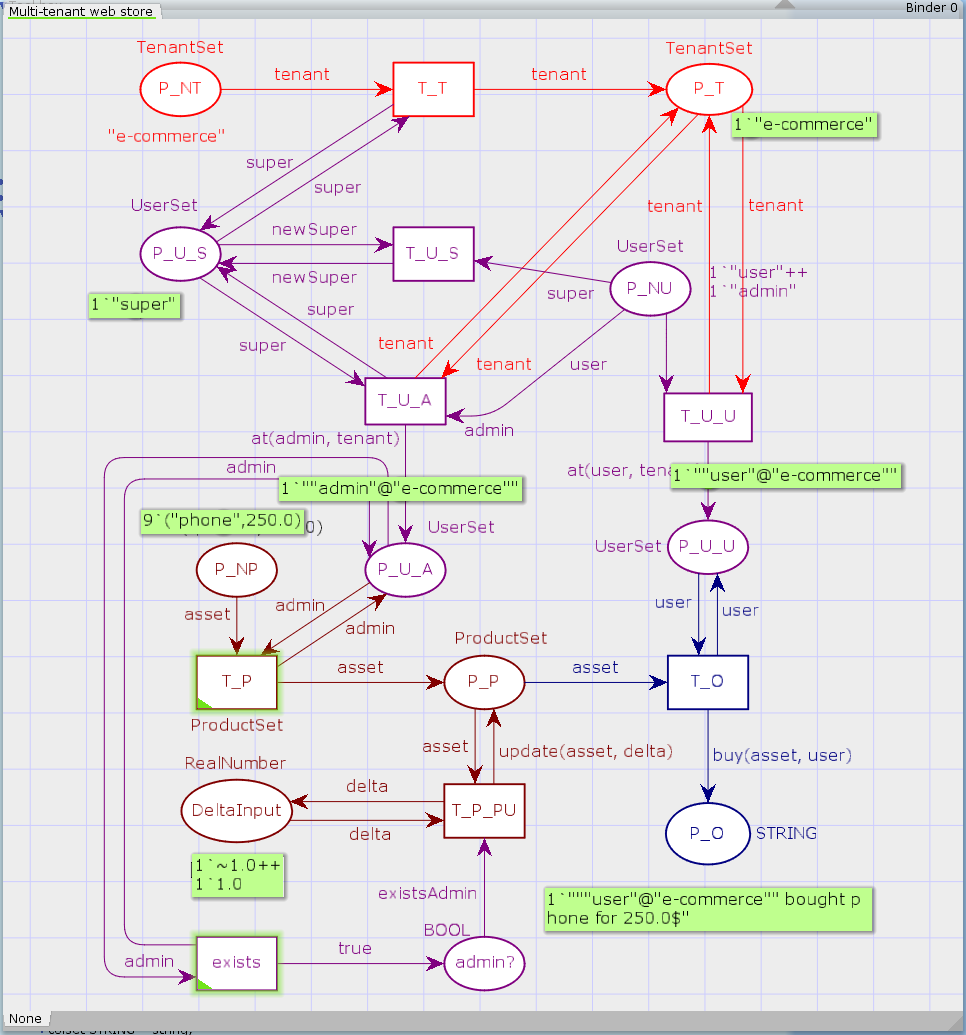 Multi-tenant web store
Binder 0
TenantSet
TenantSet
P_NT
tenant
T_T
tenant
P_T
"e-commerce"
1`"e-commerce"
super
super
UserSet
tenant
tenant
P_U_S
newSuper
T_U_S
UserSet
newSuper
P_NU
1`"user"++
1`"admin"
super
1`"super"
super
super
tenant
tenant
user
T_U_A
admin
T_U_U
at(admin, tenant)
admin
1`""admin"@"e-commerce""
at(user, tena
1`""user"@"e-commerce""
9`("phone",250.0)
0)
UserSet
UserSet
P_U_U
P_NP
P_U_A
asset
admin
admin
user
user
ProductSet
T_P
asset
P_P
asset
T_O
ProductSet
asset
update(asset, delta)
buy(asset, user)
RealNumber
DeltaInput
delta
delta
T_P_PU
P_O
STRING
1`~1.0++
1`1.0
existsAdmin
1`"""user"@"e-commerce"" bought p
hone for 250.0$"
BOOL
admin
exists
true
admin?
None